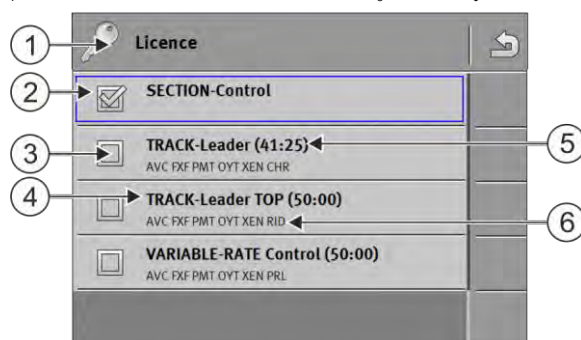 Licence
1
2
SECTION-Control
3
TRACK-Leader (41:25)
5
AVC FXF PMT OYT XEN CHR
4
TRACK-Leader TOP (50:00)
AVC FXF PMT OYT XEN RID
6
VARIABLE-RATE Control (50:00)
AVC FXF PMT OYT XEN PRL